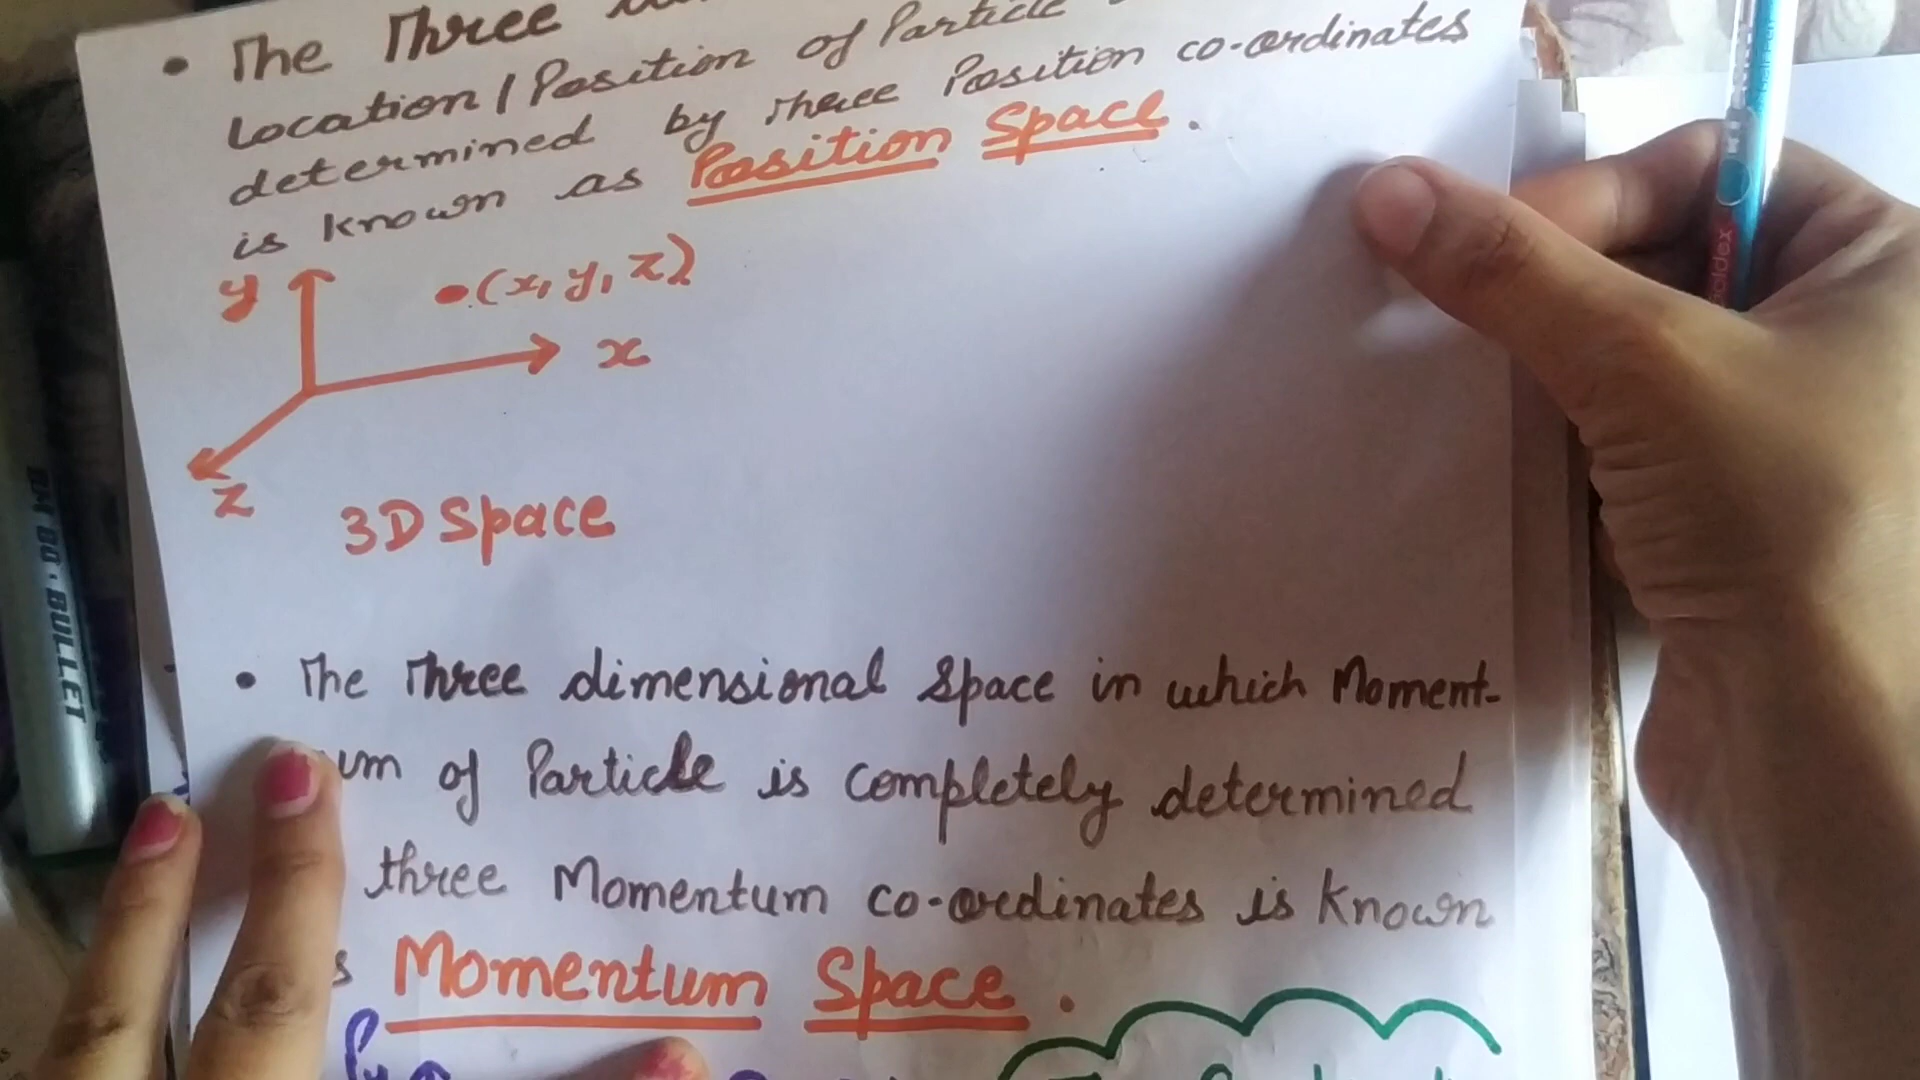 • The Three
Location / Position of Particle
determined by three Position co-ordinates
is known as Position Space.
y
•(x, y, z)
x
z
3D Space
• The Three dimensional Space in which Moment-
um of Particle is completely determined
three Momentum co-ordinates is known
s Momentum Space.
Py
BULLET
Goldex